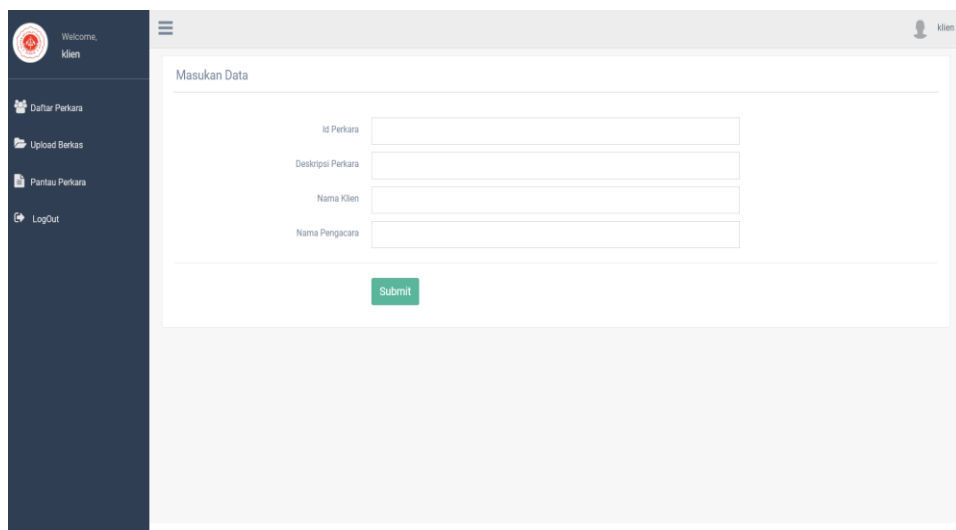 Welcome,
klien
klien
Daftar Perkara
Upload Berkas
Pantau Perkara
LogOut
Masukan Data
Id Perkara
Deskripsi Perkara
Nama Klien
Nama Pengacara
Submit